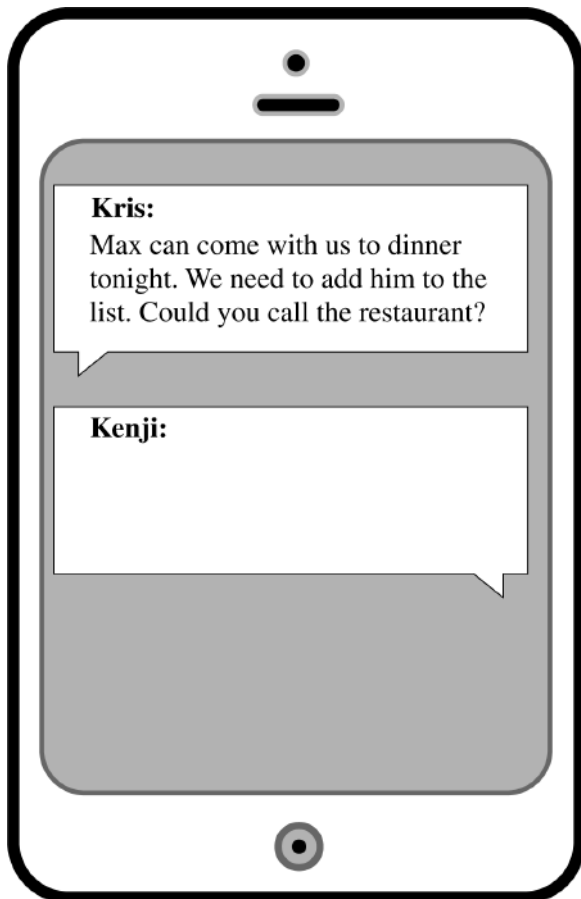 Kris:
Max can come with us to dinner
tonight. We need to add him to the
list. Could you call the restaurant?
Kenji: